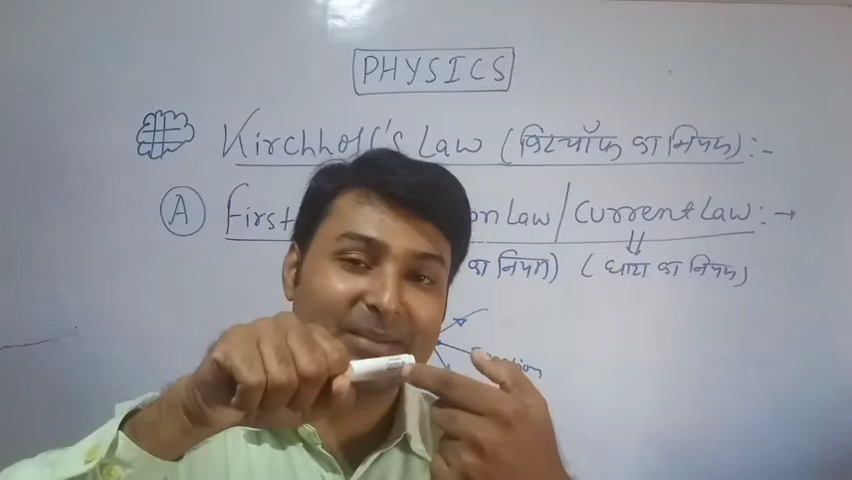 PHYSICS
Kirchhoff's Law (किरचॉफ का नियम) :-
A First on Law / Current Law : →
का नियम) ( धारा का नियम)